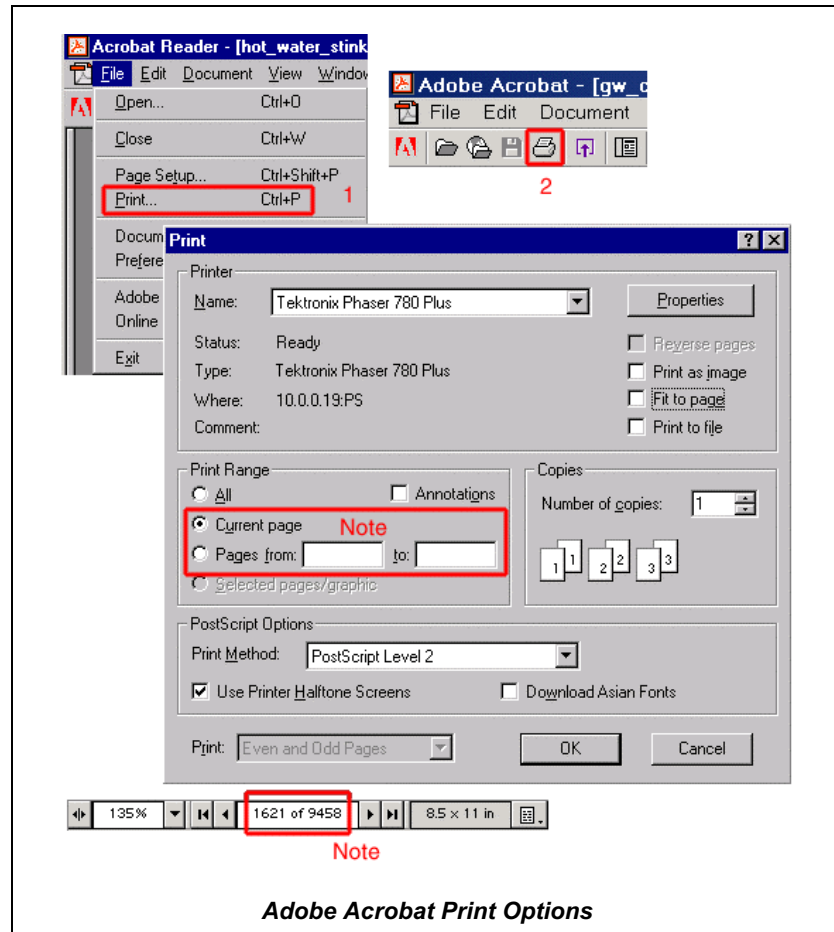 Acrobat Reader - [hot_water_stink
File Edit Document View Window
Open... Ctrl+O
Close Ctrl+W
Page Setup... Ctrl+Shift+P
Print... Ctrl+P 1
Docum
Prefere
Adobe
Online
Exit
Adobe Acrobat - [gw_c
File Edit Document
2
Print
Printer
Name: Tektronix Phaser 780 Plus Properties
Status: Ready Reverse pages
Type: Tektronix Phaser 780 Plus Print as image
Where: 10.0.0.19:PS Fit to page
Comment: Print to file
Print Range Copies
All Annotations Number of copies: 1
Current page Note
Pages from: to:
1 1 2 2 3 3
Selected pages/graphic
PostScript Options
Print Method: PostScript Level 2
Use Printer Halftone Screens Download Asian Fonts
Print: Even and Odd Pages OK Cancel
135% 1621 of 9458 8.5 x 11 in
Note
Adobe Acrobat Print Options